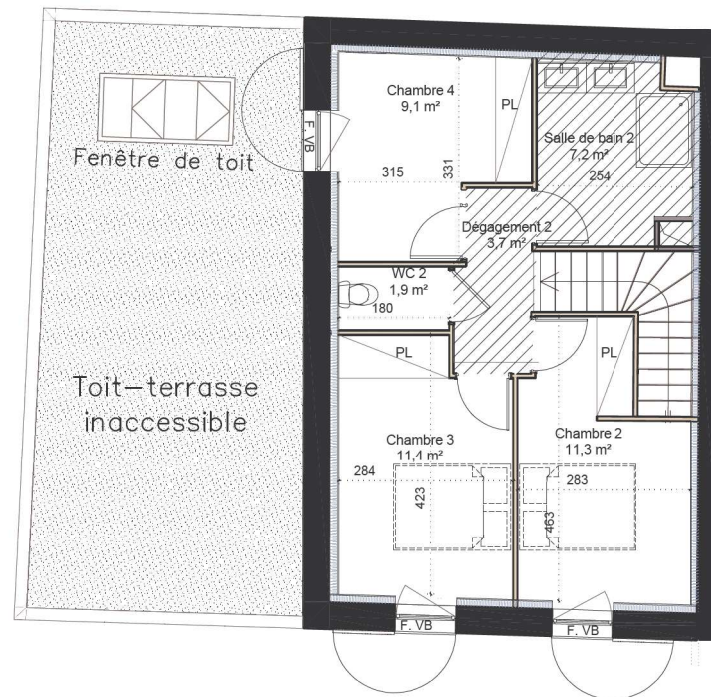 Chambre 4
9,1 m²
PL
Salle de bain 2
7,2 m²
254
F. VB
Fenêtre de toit
315
331
Dégagement 2
3,7 m²
WC 2
1,9 m²
180
PL
PL
Toit-terrasse
inaccessible
Chambre 3
11,4 m²
284
423
Chambre 2
11,3 m²
283
463
F. VB
F. VB